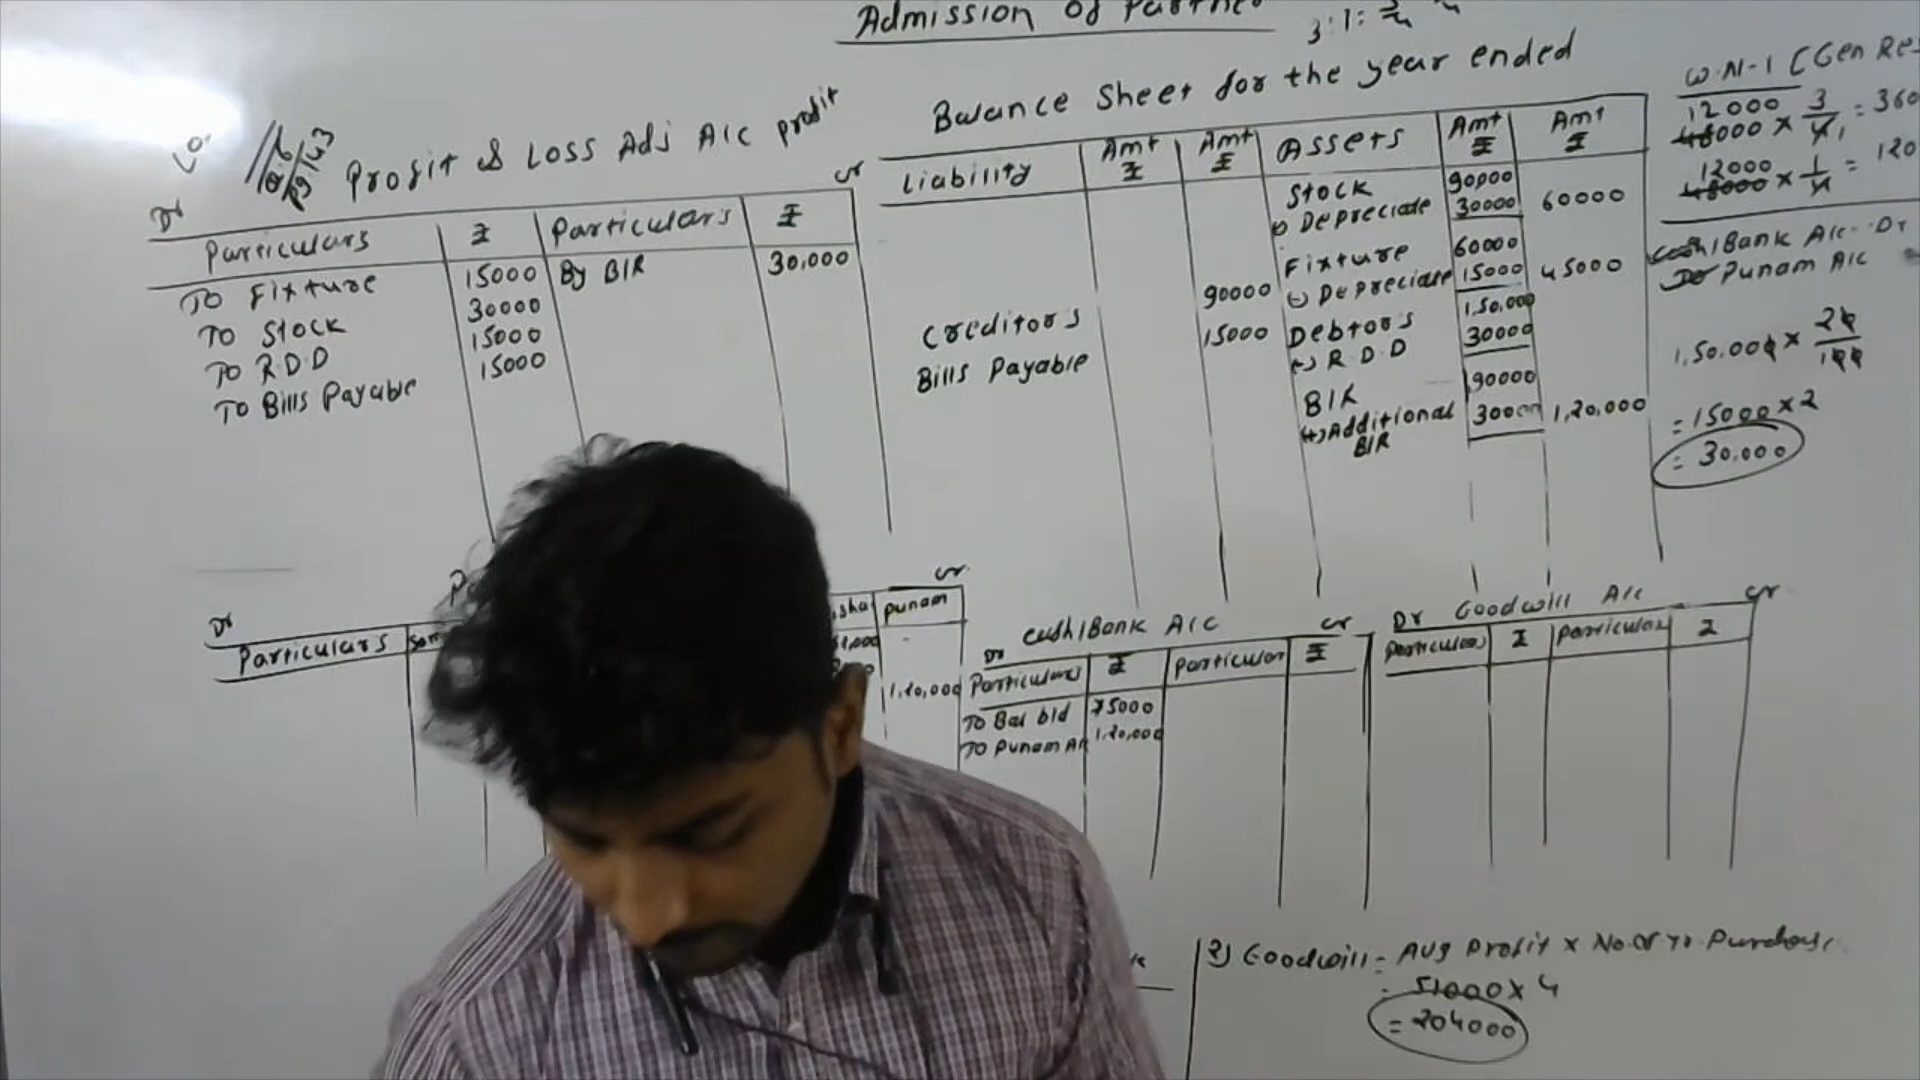 Admission of Partner
3:1=
Profit & Loss Adj A/c profit
Dr
Cr
Particulars ₹ Particulars ₹
To Fixture 15000 By B/R 30,000
To Stock 30000
To R.D.D 15000
To Bills Payable 15000
Balance Sheet for the year ended
Liability Amt ₹ Amt ₹ Assets Amt ₹ Amt ₹
Stock 90000
(-) Depreciate 30000 60000
Fixture 60000
90000 (-) Depreciate 15000 45000
Creditors 15000 Debtors 1,50,000
Bills Payable (-) R.D.D 30000
B/R 90000
(+) Additional 30000 1,20,000
B/R
W.N-1 [Gen Res
12000
48000 × 3/4 = 360
12000
48000 × 1/4 = 120
Cash/Bank A/c Dr
To Punam A/c
1,50,000 × 20/100
= 15000 × 2
= 30,000
Dr
Cr
Particulars Som isha Punam
1,20,000
Dr Cash/Bank A/c Cr
Particulars ₹ Particular ₹
To Bal b/d 75000
To Punam A/c 1,20,000
Dr Goodwill A/c Cr
Particulars ₹ Particular ₹
2) Goodwill = Avg Profit × No. of Yr. Purchase
= 51000 × 4
= 204000